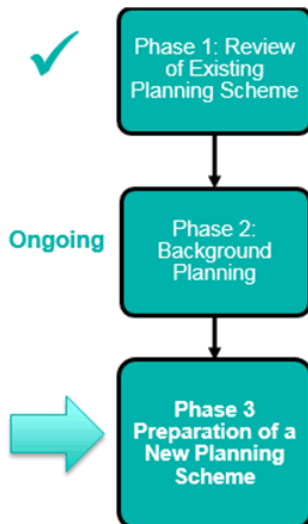 Phase 1: Review
of Existing
Planning Scheme
Ongoing
Phase 2:
Background
Planning
Phase 3
Preparation of a
New Planning
Scheme